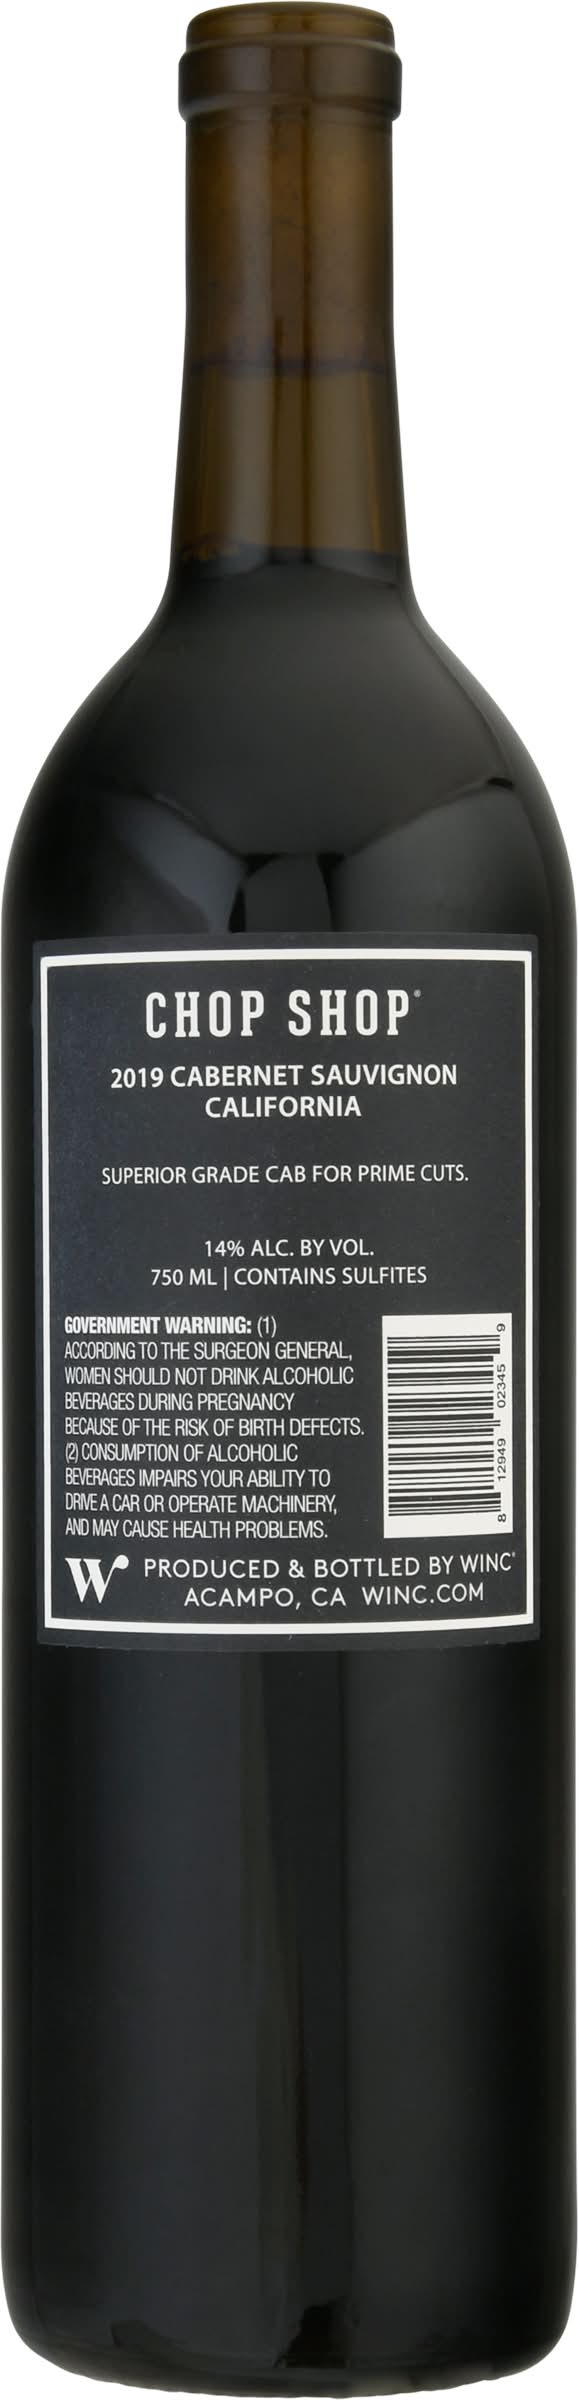 CHOP SHOP®
2019 CABERNET SAUVIGNON
CALIFORNIA
SUPERIOR GRADE CAB FOR PRIME CUTS.
14% ALC. BY VOL.
750 ML | CONTAINS SULFITES
GOVERNMENT WARNING: (1)
ACCORDING TO THE SURGEON GENERAL,
WOMEN SHOULD NOT DRINK ALCOHOLIC
BEVERAGES DURING PREGNANCY
BECAUSE OF THE RISK OF BIRTH DEFECTS.
(2) CONSUMPTION OF ALCOHOLIC
BEVERAGES IMPAIRS YOUR ABILITY TO
DRIVE A CAR OR OPERATE MACHINERY,
AND MAY CAUSE HEALTH PROBLEMS.
8 12949 02345 9
W PRODUCED & BOTTLED BY WINC®
ACAMPO, CA WINC.COM